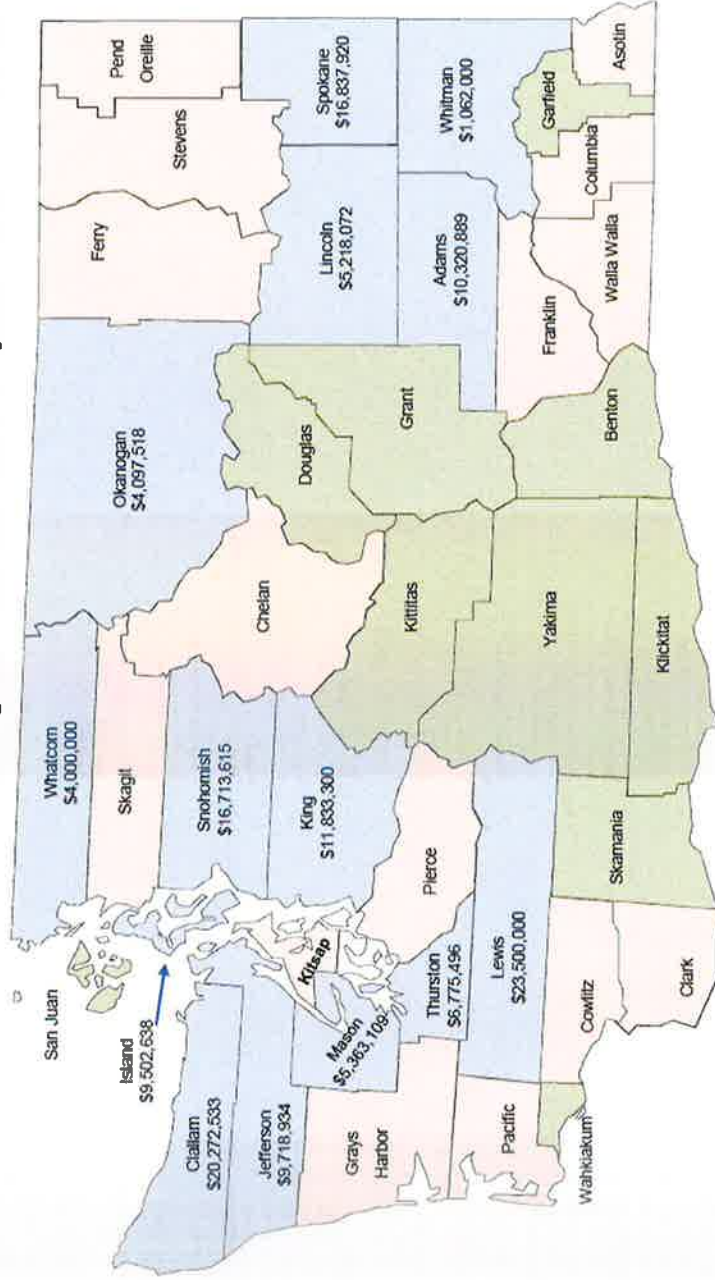 San Juan
Whatcom
$4,000,000
Okanogan
$4,097,518
Ferry
Stevens
Pend
Oreille
Skagit
Island
$9,502,638
Clallam
$20,272,533
Snohomish
$16,713,615
Chelan
Douglas
Lincoln
$5,218,072
Spokane
$16,837,920
Jefferson
$9,718,934
Kitsap
King
$11,833,300
Mason
$5,363,109
Grays
Harbor
Kittitas
Grant
Adams
$10,320,889
Whitman
$1,062,000
Pierce
Thurston
$6,775,496
Pacific
Lewis
$23,500,000
Yakima
Franklin
Benton
Walla Walla
Columbia
Garfield
Asotin
Wahkiakum
Cowlitz
Skamania
Klickitat
Clark